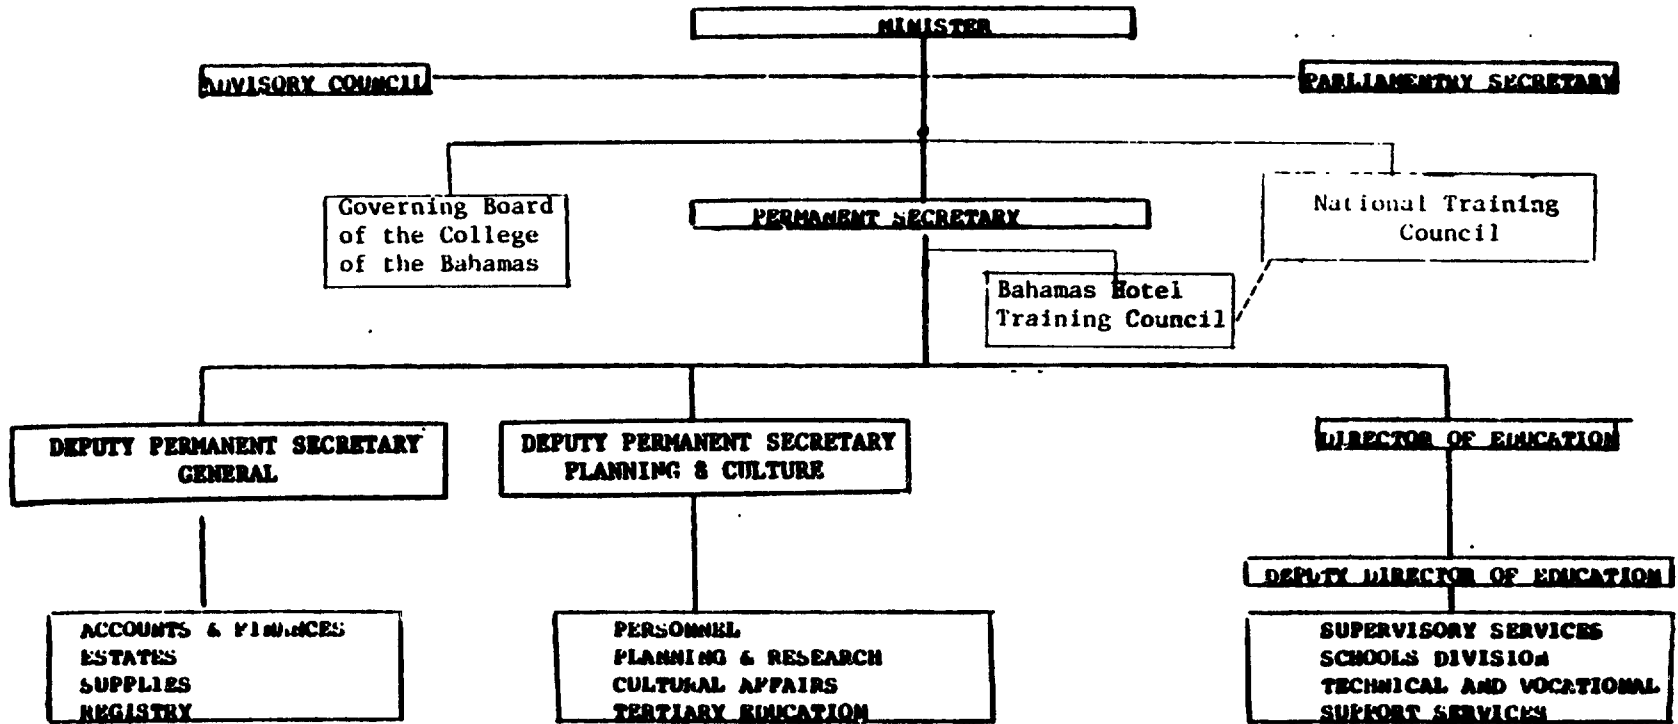 MINISTER
ADVISORY COUNCIL
PARLIAMENTRY SECRETARY
Governing Board
of the College
of the Bahamas
PERMANENT SECRETARY
National Training
Council
Bahamas Hotel
Training Council
DEPUTY PERMANENT SECRETARY
GENERAL
DEPUTY PERMANENT SECRETARY
PLANNING & CULTURE
DIRECTOR OF EDUCATION
DEPUTY DIRECTOR OF EDUCATION
ACCOUNTS & FINANCES
ESTATES
SUPPLIES
REGISTRY
PERSONNEL
PLANNING & RESEARCH
CULTURAL AFFAIRS
TERTIARY EDUCATION
SUPERVISORY SERVICES
SCHOOLS DIVISION
TECHNICAL AND VOCATIONAL
SUPPORT SERVICES